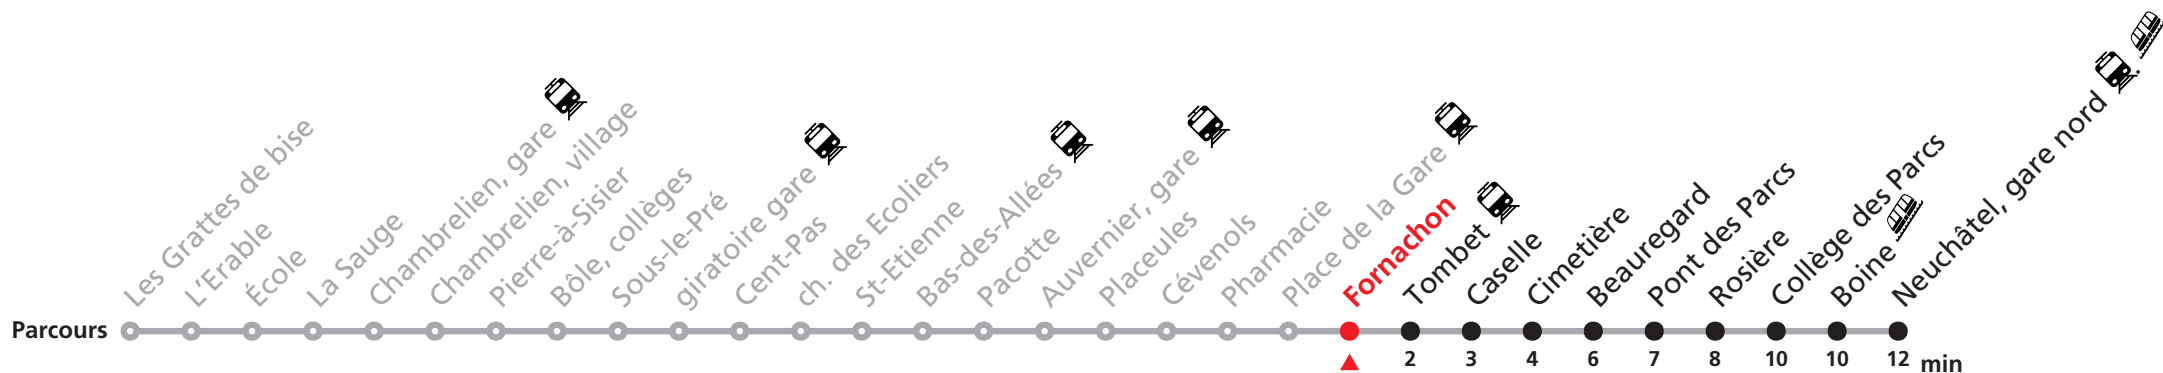 Les Grattes de bise
L'Erable
École
La Sauge
Chambrelien, gare
Chambrelien, village
Pierre-à-Sisier
Bôle, collèges
Sous-le-Pré
giratoire gare
Cent-Pas
ch. des Ecoliers
St-Etienne
Bas-des-Allées
Pacotte
Auvernier, gare
Placeules
Cévenols
Pharmacie
Place de la Gare
Fornachon
Tombet
Caselle
Cimetière
Beauregard
Pont des Parcs
Rosière
Collège des Parcs
Boine
Neuchâtel, gare nord
Parcours
2 3 4 6 7 8 10 10 12 min